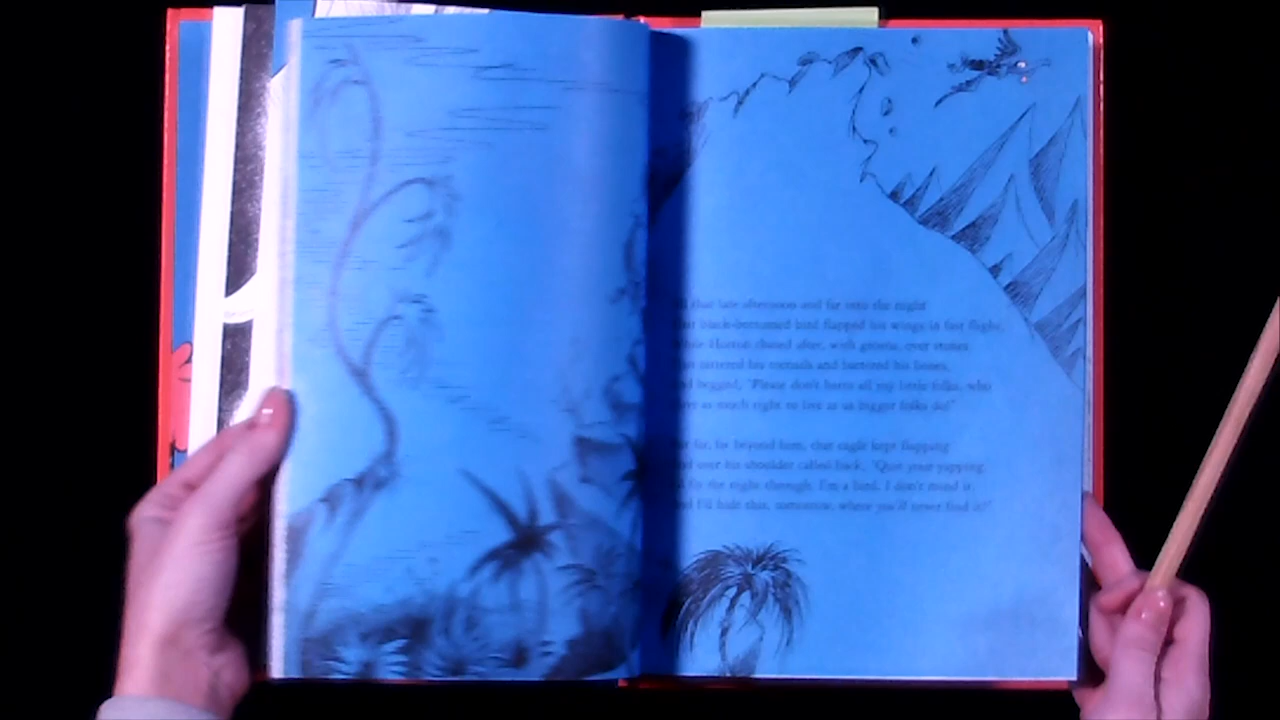 that late afternoon and far into the night
black-bottomed bird flapped his wings in fast flight,
Horton chased after, with groans, over stones
tattered his toenails and battered his bones,
begged, "Please don't harm all my little folks, who
as much right to live as us bigger folks do!"
far, far beyond him, that eagle kept flapping
over his shoulder called back, "Quit your yapping.
fly the night through. I'm a bird. I don't mind it.
I'll hide this, tomorrow, where you'll never find it!"